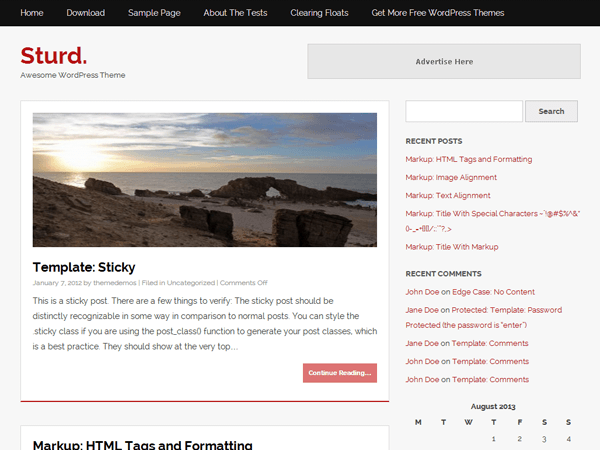 Home Download Sample Page About The Tests Clearing Floats Get More Free WordPress Themes
Sturd.
Awesome WordPress Theme
Advertise Here
Search
Template: Sticky
January 7, 2012 by themedemos | Filed in Uncategorized | Comments Off
This is a sticky post. There are a few things to verify: The sticky post should be
distinctly recognizable in some way in comparison to normal posts. You can style the
.sticky class if you are using the post_class() function to generate your post classes, which
is a best practice. They should show at the very top…
Continue Reading...
Markup: HTML Tags and Formatting
RECENT POSTS
Markup: HTML Tags and Formatting
Markup: Image Alignment
Markup: Text Alignment
Markup: Title With Special Characters
Markup: Title With Markup
RECENT COMMENTS
John Doe on Edge Case: No Content
Jane Doe on Protected: Template: Password
Protected (the password is "enter")
Jane Doe on Template: Comments
John Doe on Template: Comments
John Doe on Template: Comments
August 2013
M T W T F S S
1 2 3 4